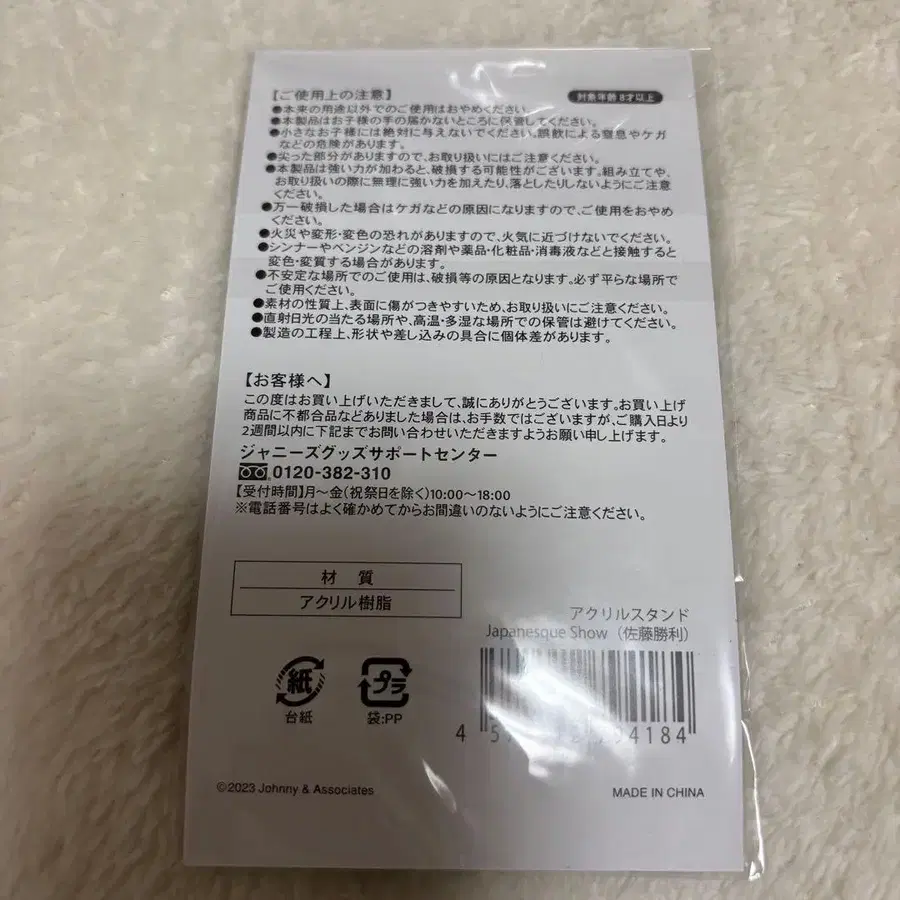 【ご使用上の注意】
対象年齢 8才以上
●本来の用途以外でのご使用はおやめください。
●本製品はお子様の手の届かないところに保管してください。
●小さなお子様には絶対に与えないでください。誤飲による窒息やケガ
などの危険があります。
●尖った部分がありますので、お取り扱いにはご注意ください。
●本製品は強い力が加わると、破損する可能性がございます。組み立てや、
お取り扱いの際に無理に強い力を加えたり、落としたりしないようにご注意
ください。
●万一破損した場合はケガなどの原因になりますので、ご使用をおやめ
ください。
●火災や変形・変色の恐れがありますので、火気に近づけないでください。
●シンナーやベンジンなどの溶剤や薬品・化粧品・消毒液などと接触すると
変色・変質する場合があります。
●不安定な場所でのご使用は、破損等の原因となります。必ず平らな場所で
ご使用ください。
●素材の性質上、表面に傷がつきやすいため、お取り扱いにご注意ください。
●直射日光の当たる場所や、高温・多湿な場所での保管は避けてください。
●製造の工程上、形状や差し込みの具合に個体差があります。
【お客様へ】
この度はお買い上げいただきまして、誠にありがとうございます。お買い上げ
商品に不都合品などありました場合は、お手数ではございますが、ご購入日より
2週間以内に下記までお問い合わせいただきますようお願い申し上げます。
ジャニーズグッズサポートセンター
0120-382-310
【受付時間】月〜金(祝祭日を除く)10:00〜18:00
※電話番号はよく確かめてからお間違いのないようにご注意ください。
材 質
アクリル樹脂
アクリルスタンド
Japanesque Show（佐藤勝利）
紙
台紙
プラ
袋:PP
4184
©2023 Johnny & Associates
MADE IN CHINA